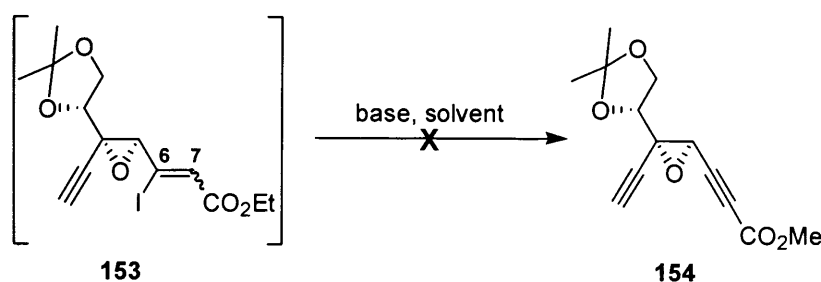 O
O
base, solvent
X
6 7
O
I
CO2Et
153
O
O
O
CO2Me
154